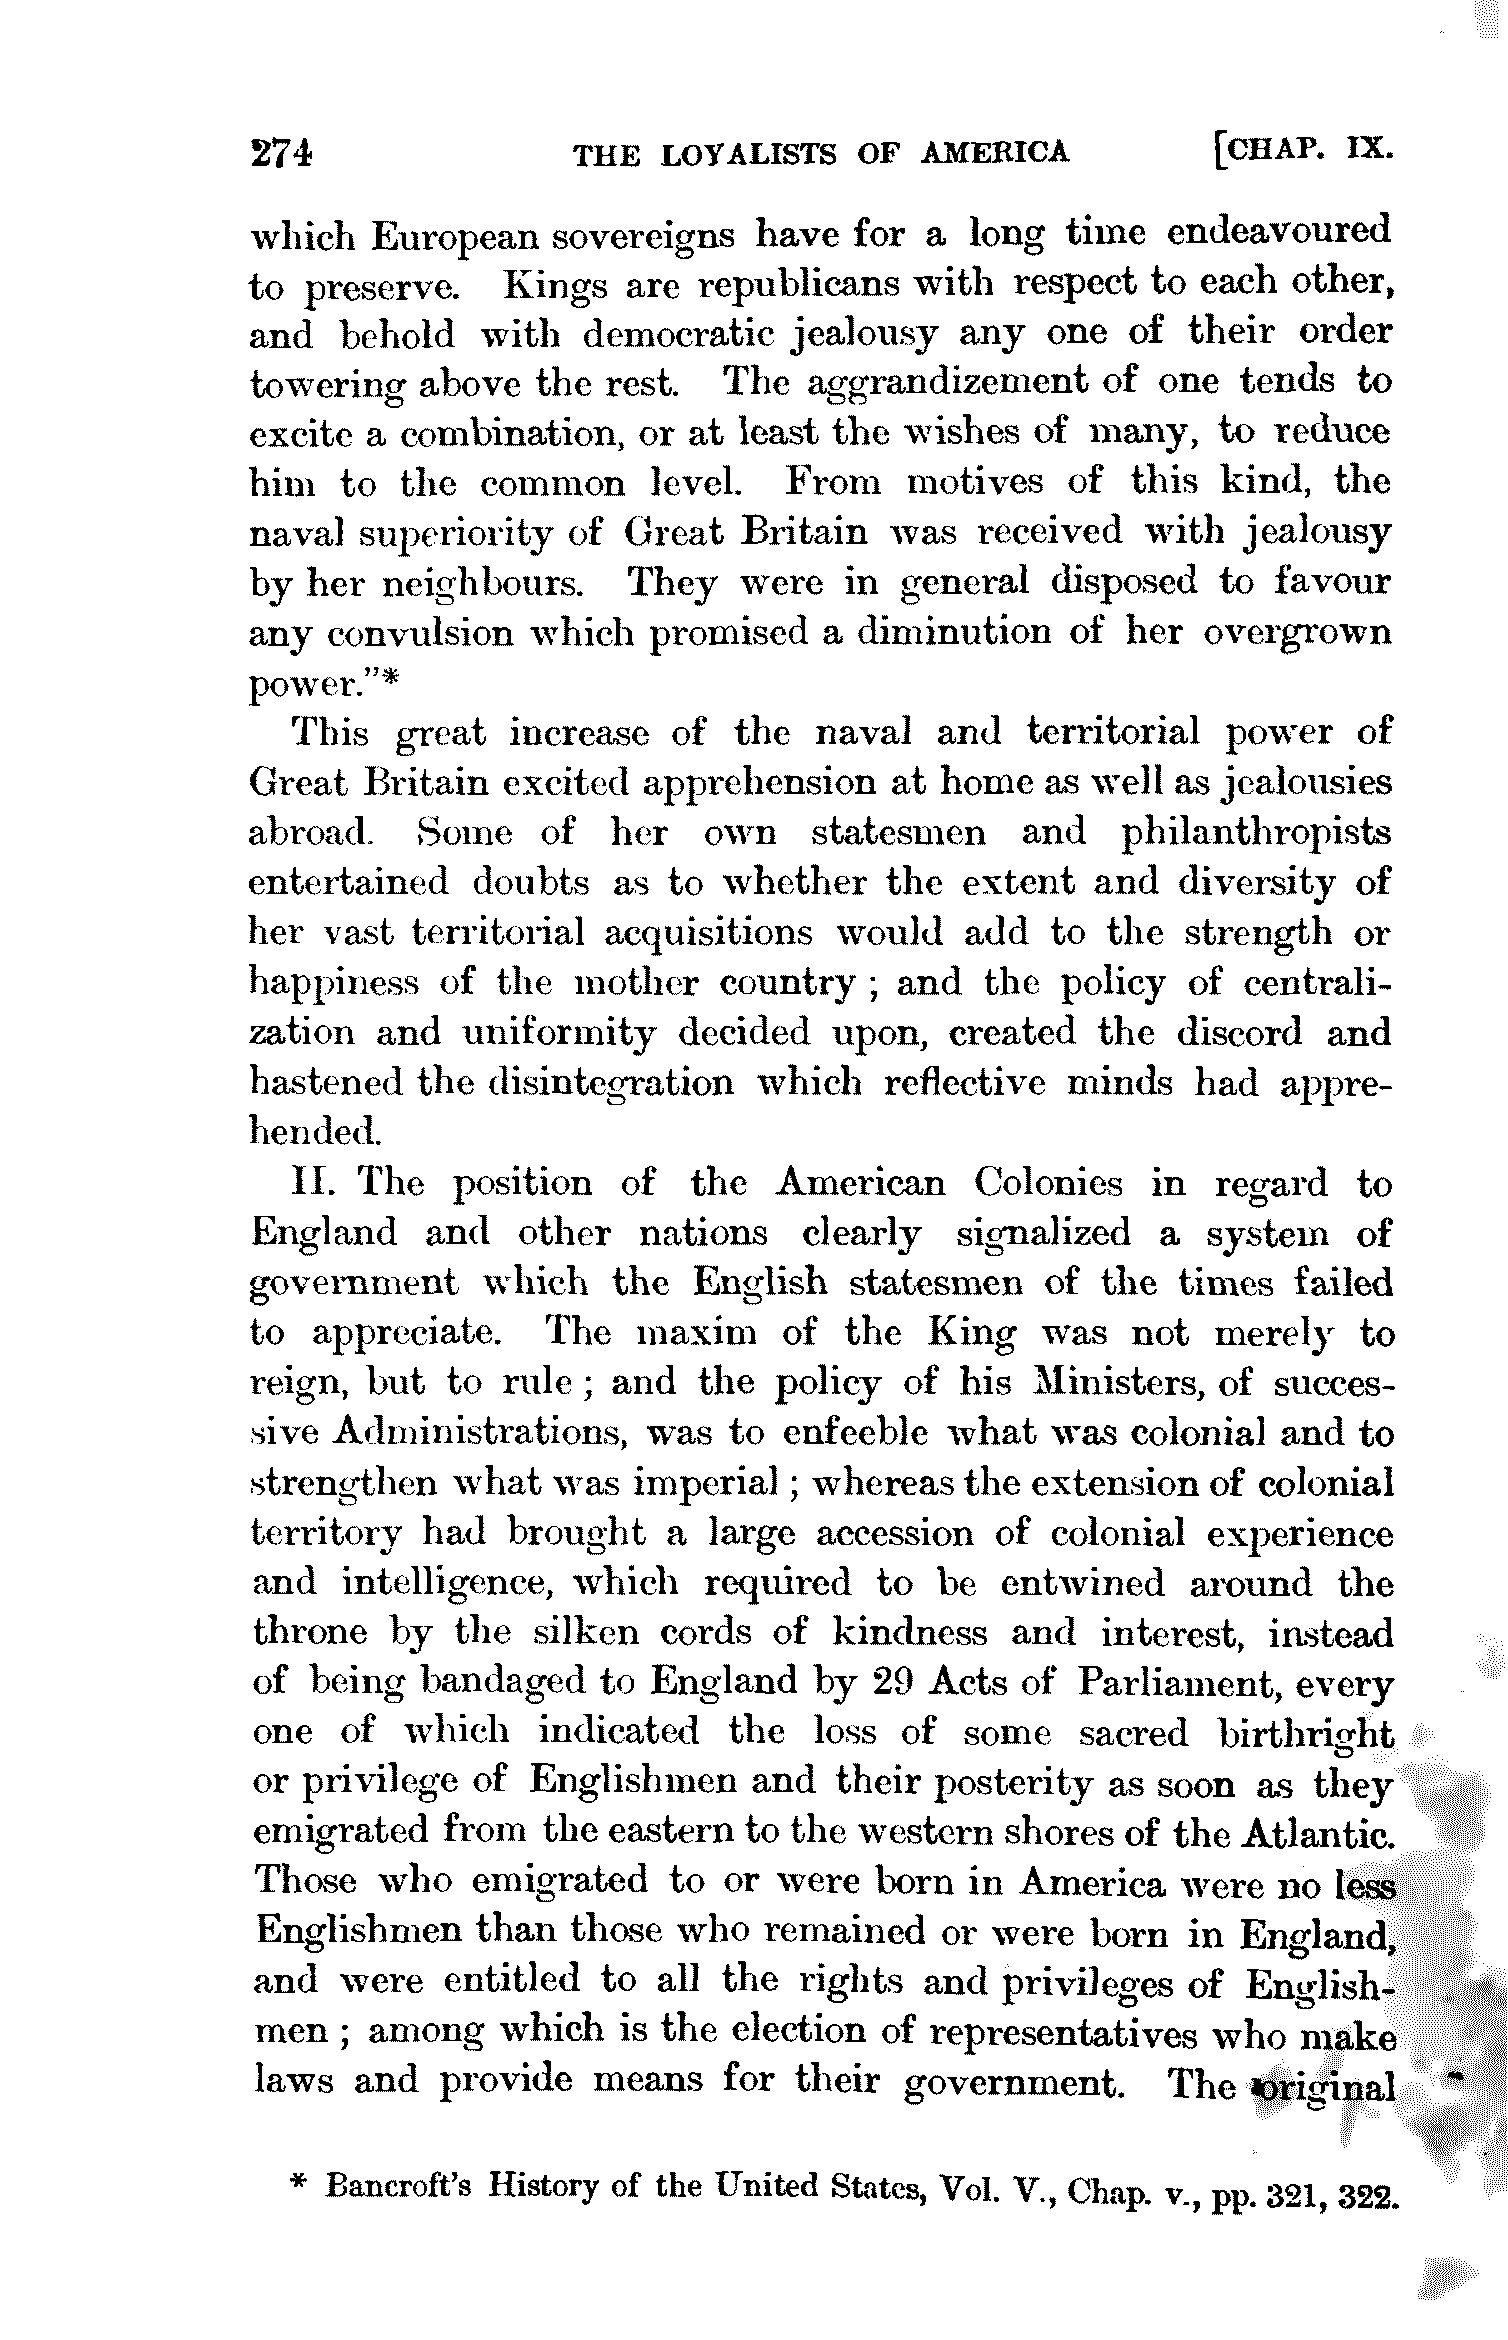 274 THE LOYALISTS OF AMERICA [CHAP. IX.
which European sovereigns have for a long time endeavoured
to preserve. Kings are republicans with respect to each other,
and behold with democratic jealousy any one of their order
towering above the rest. The aggrandizement of one tends to
excite a combination, or at least the wishes of many, to reduce
him to the common level. From motives of this kind, the
naval superiority of Great Britain was received with jealousy
by her neighbours. They were in general disposed to favour
any convulsion which promised a diminution of her overgrown
power."*
This great increase of the naval and territorial power of
Great Britain excited apprehension at home as well as jealousies
abroad. Some of her own statesmen and philanthropists
entertained doubts as to whether the extent and diversity of
her vast territorial acquisitions would add to the strength or
happiness of the mother country ; and the policy of centrali-
zation and uniformity decided upon, created the discord and
hastened the disintegration which reflective minds had appre-
hended.
II. The position of the American Colonies in regard to
England and other nations clearly signalized a system of
government which the English statesmen of the times failed
to appreciate. The maxim of the King was not merely to
reign, but to rule ; and the policy of his Ministers, of succes-
sive Administrations, was to enfeeble what was colonial and to
strengthen what was imperial ; whereas the extension of colonial
territory had brought a large accession of colonial experience
and intelligence, which required to be entwined around the
throne by the silken cords of kindness and interest, instead
of being bandaged to England by 29 Acts of Parliament, every
one of which indicated the loss of some sacred birthright
or privilege of Englishmen and their posterity as soon as they
emigrated from the eastern to the western shores of the Atlantic.
Those who emigrated to or were born in America were no less
Englishmen than those who remained or were born in England,
and were entitled to all the rights and privileges of English-
men ; among which is the election of representatives who make
laws and provide means for their government. The original
* Bancroft's History of the United States, Vol. V., Chap. v., pp. 321, 322.